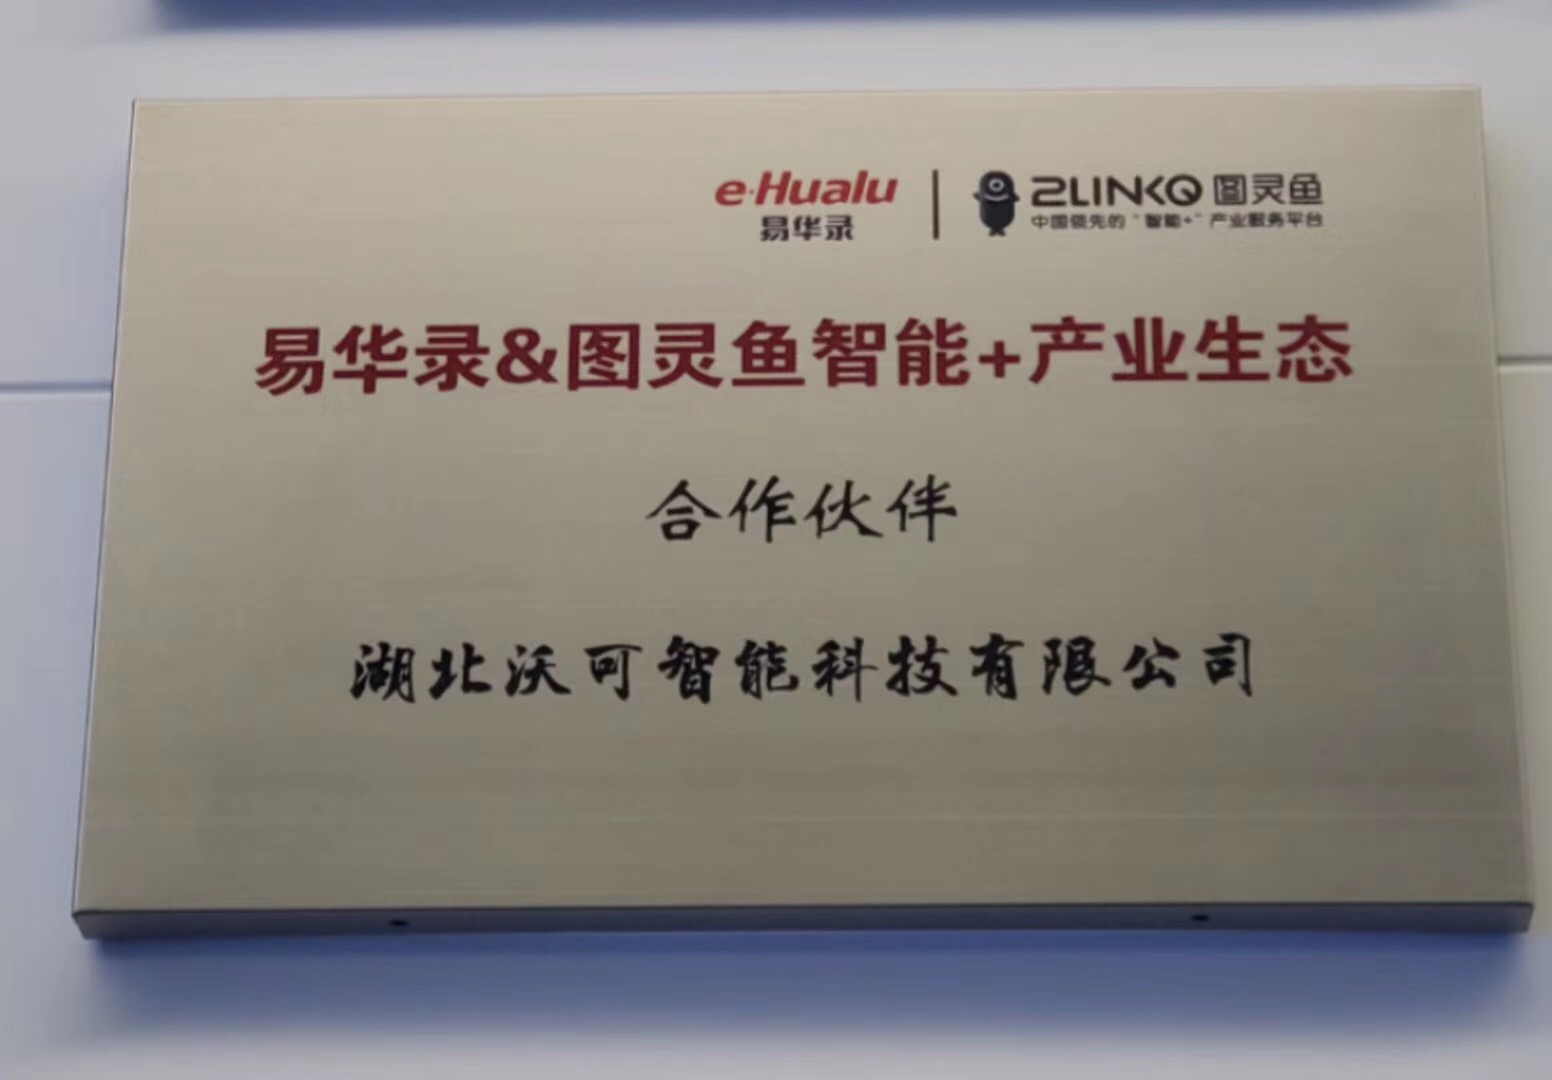 e·Hualu
易华录
2LINKQ 图灵鱼
中国领先的“智能+”产业服务平台
易华录&图灵鱼智能+产业生态
合作伙伴
湖北沃可智能科技有限公司